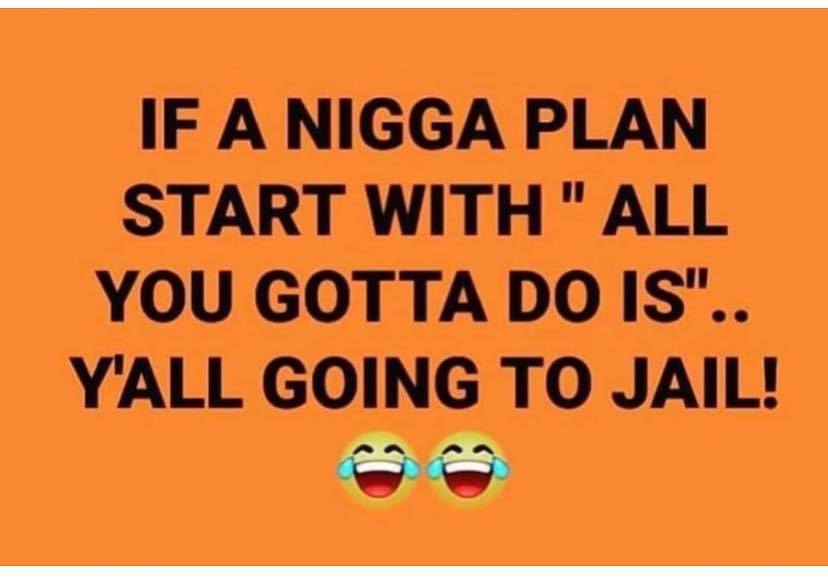 IF A NIGGA PLAN
START WITH " ALL
YOU GOTTA DO IS"..
Y'ALL GOING TO JAIL!